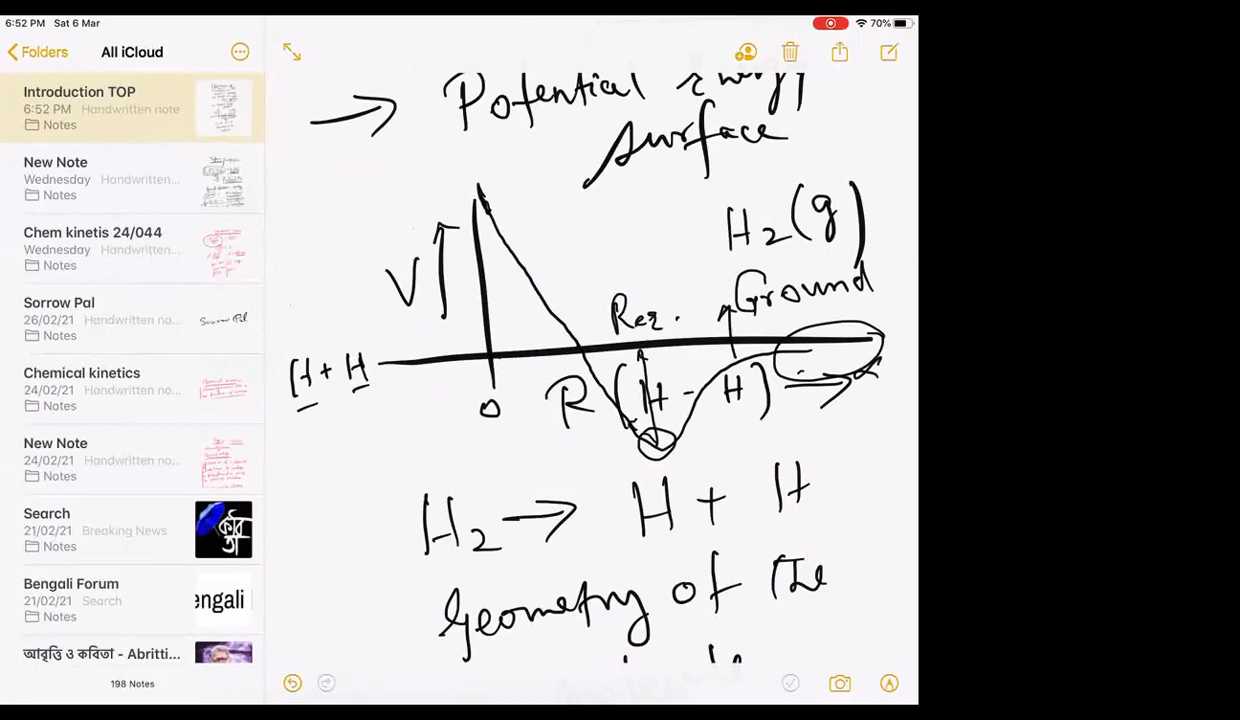 6:52 PM Sat 6 Mar
70%
Folders
All iCloud
Introduction TOP
6:52 PM Handwritten note
Notes
New Note
Wednesday Handwritten...
Notes
Chem kinetis 24/044
Wednesday Handwritten...
Notes
Sorrow Pal
26/02/21 Handwritten no...
Notes
Chemical kinetics
24/02/21 Handwritten no...
Notes
New Note
24/02/21 Handwritten no...
Notes
Search
21/02/21 Breaking News
Notes
Bengali Forum
21/02/21 Search
Notes
engali
আবৃত্তি ও কবিতা - Abritti...
198 Notes
→ Potential
surface
V
H2(g)
Ground
Req.
H + H
0
R (H - H)
H2 → H + H
Geometry of the